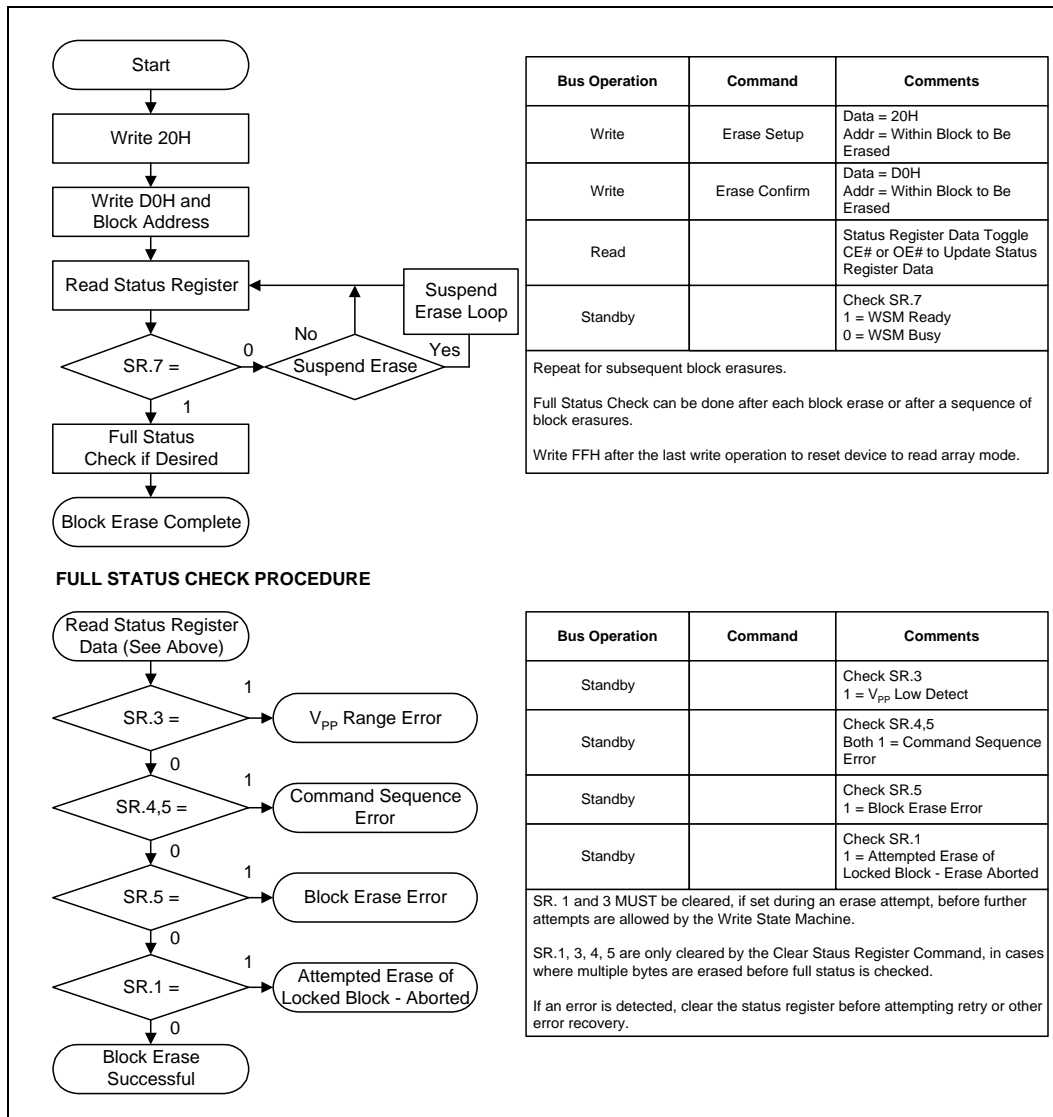 Start
Write 20H
Write D0H and
Block Address
Read Status Register
Suspend
Erase Loop
No
Yes
SR.7 =
0
Suspend Erase
1
Full Status
Check if Desired
Block Erase Complete
Bus Operation Command Comments
Write Erase Setup Data = 20H
Addr = Within Block to Be
Erased
Write Erase Confirm Data = D0H
Addr = Within Block to Be
Erased
Read Status Register Data Toggle
CE# or OE# to Update Status
Register Data
Standby Check SR.7
1 = WSM Ready
0 = WSM Busy
Repeat for subsequent block erasures.
Full Status Check can be done after each block erase or after a sequence of
block erasures.
Write FFH after the last write operation to reset device to read array mode.
FULL STATUS CHECK PROCEDURE
Read Status Register
Data (See Above)
SR.3 =
1
VPP Range Error
0
SR.4,5 =
1
Command Sequence
Error
0
SR.5 =
1
Block Erase Error
0
SR.1 =
1
Attempted Erase of
Locked Block - Aborted
0
Block Erase
Successful
Bus Operation Command Comments
Standby Check SR.3
1 = VPP Low Detect
Standby Check SR.4,5
Both 1 = Command Sequence
Error
Standby Check SR.5
1 = Block Erase Error
Standby Check SR.1
1 = Attempted Erase of
Locked Block - Erase Aborted
SR. 1 and 3 MUST be cleared, if set during an erase attempt, before further
attempts are allowed by the Write State Machine.
SR.1, 3, 4, 5 are only cleared by the Clear Staus Register Command, in cases
where multiple bytes are erased before full status is checked.
If an error is detected, clear the status register before attempting retry or other
error recovery.